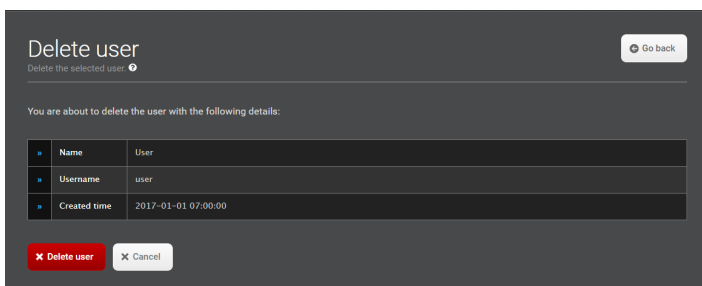 Delete user
Go back
Delete the selected user.
You are about to delete the user with the following details:
» Name User
» Username user
» Created time 2017-01-01 07:00:00
Delete user Cancel